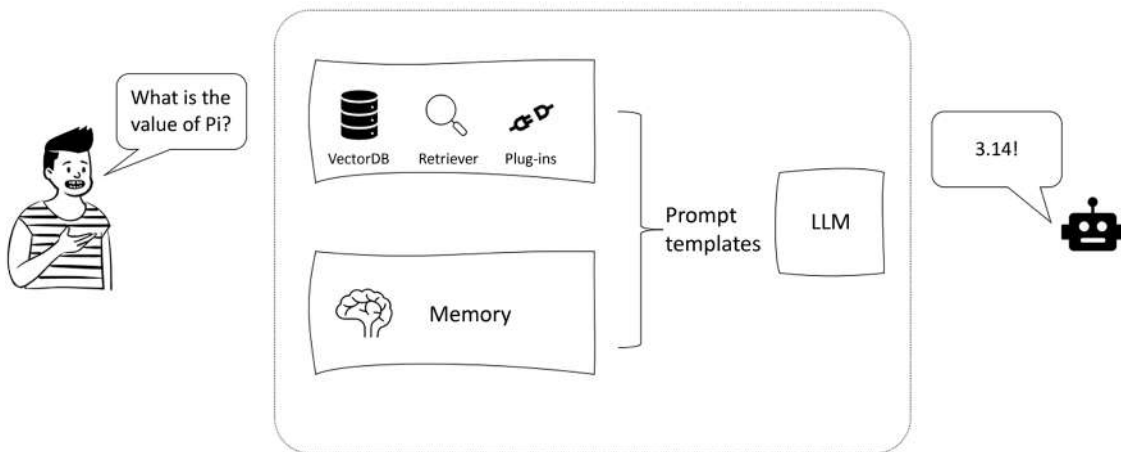 What is the
value of Pi?
VectorDB
Retriever
Plug-ins
Memory
Prompt
templates
LLM
3.14!